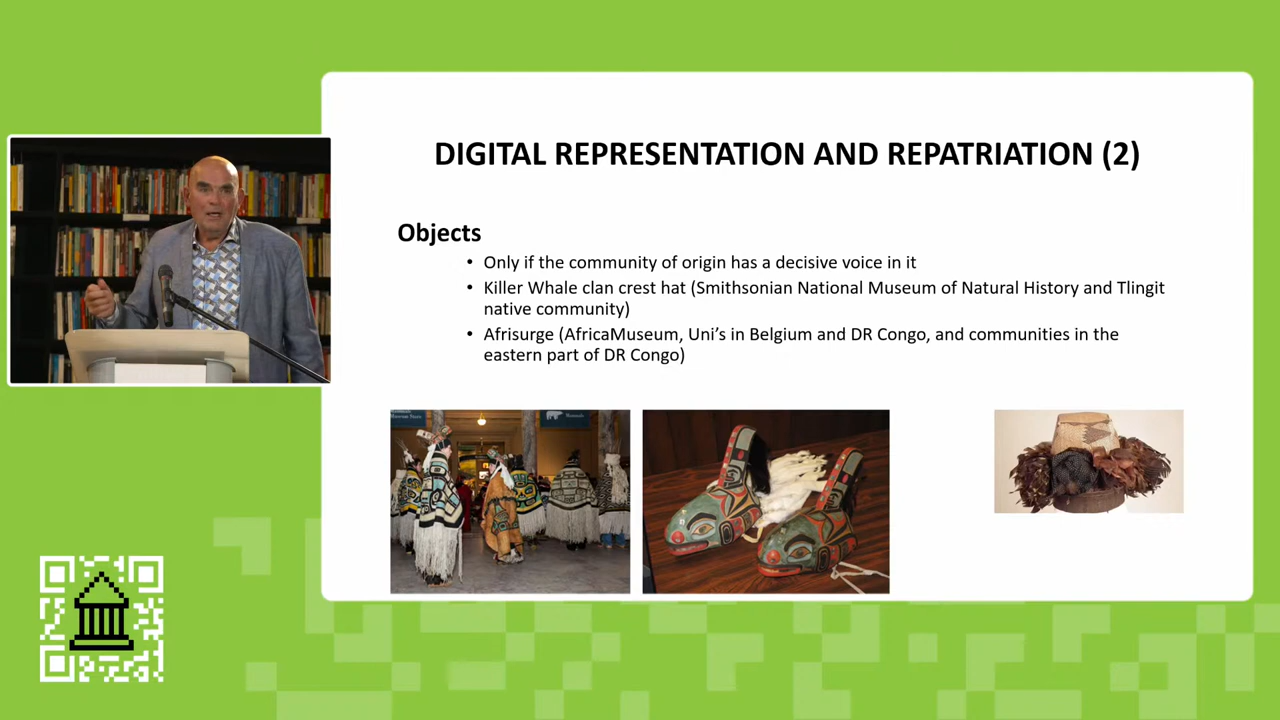 DIGITAL REPRESENTATION AND REPATRIATION (2)
Objects
• Only if the community of origin has a decisive voice in it
• Killer Whale clan crest hat (Smithsonian National Museum of Natural History and Tlingit
native community)
• Afrisurge (AfricaMuseum, Uni’s in Belgium and DR Congo, and communities in the
eastern part of DR Congo)